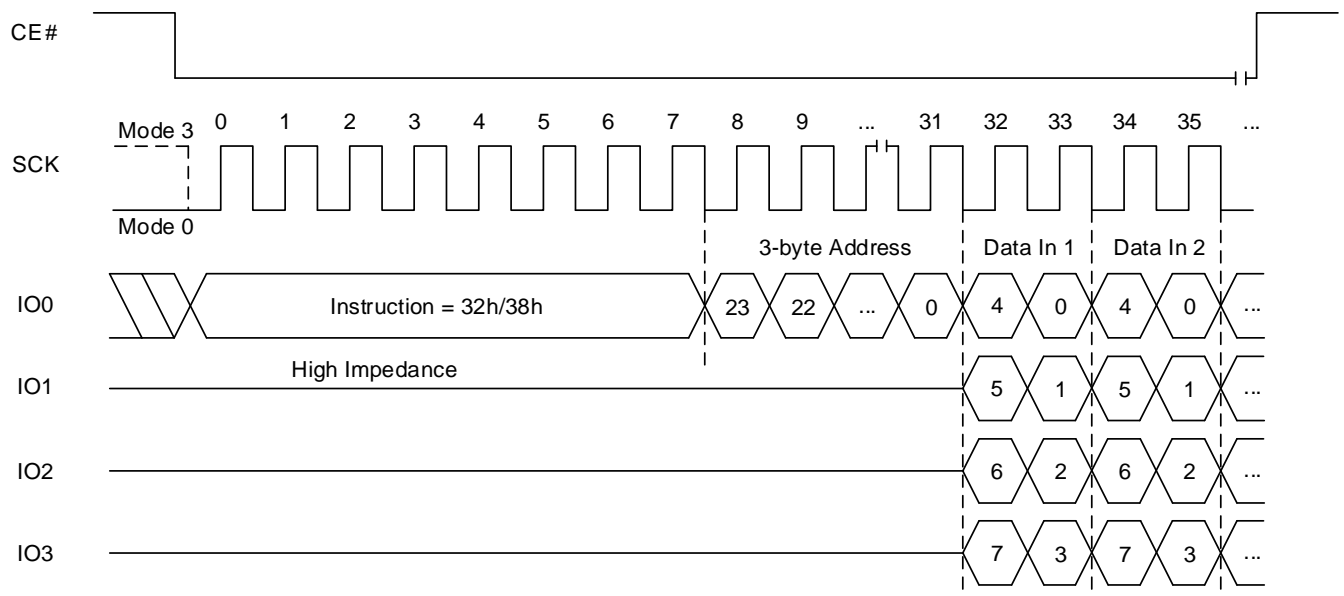 CE#
Mode 3 0 1 2 3 4 5 6 7 8 9 ... 31 32 33 34 35 ...
SCK
Mode 0
3-byte Address Data In 1 Data In 2
IO0 Instruction = 32h/38h 23 22 ... 0 4 0 4 0 ...
High Impedance
IO1 5 1 5 1 ...
IO2 6 2 6 2 ...
IO3 7 3 7 3 ...